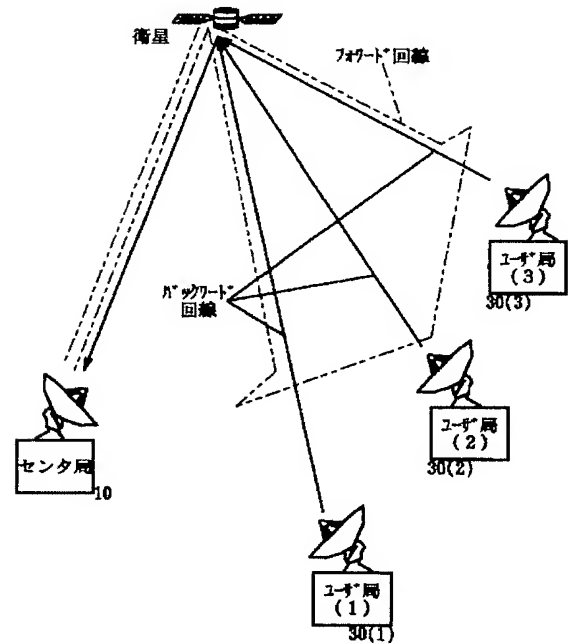 衛星
フォワード回線
バックワード
回線
ユーザ局
(3)
30(3)
ユーザ局
(2)
30(2)
センタ局
10
ユーザ局
(1)
30(1)